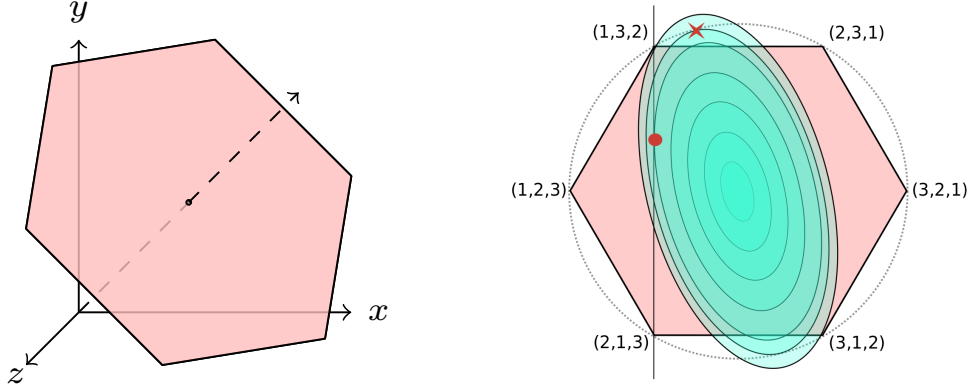 y
x
z
(1,3,2)
(2,3,1)
(1,2,3)
(3,2,1)
(2,1,3)
(3,1,2)